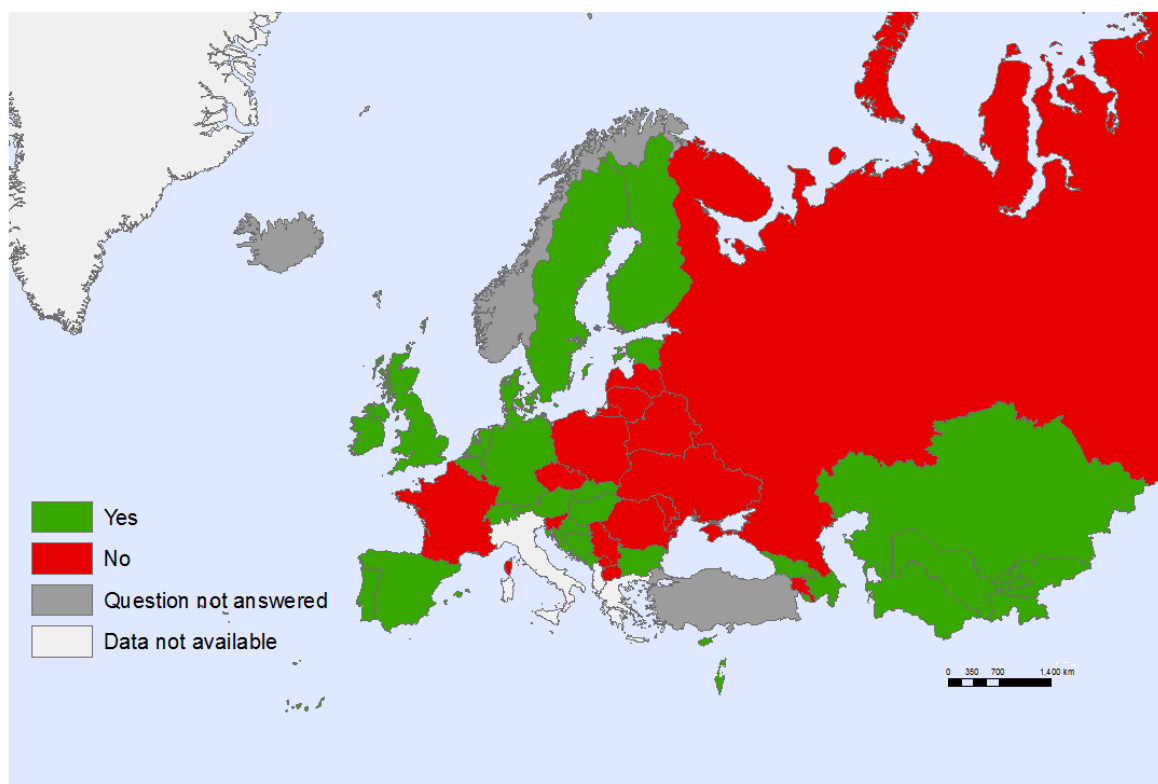 Yes
No
Question not answered
Data not available
0 350 700 1,400 km